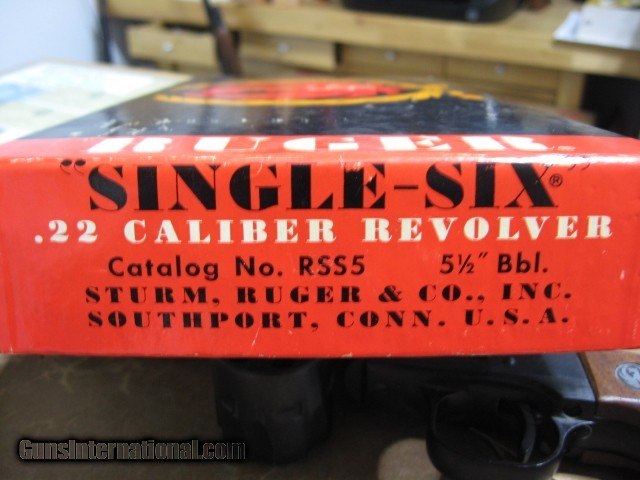 RUGER
"SINGLE-SIX"®
.22 CALIBER REVOLVER
Catalog No. RSS5 5½" Bbl.
STURM, RUGER & CO., INC.
SOUTHPORT, CONN. U.S.A.
GunsInternational.com